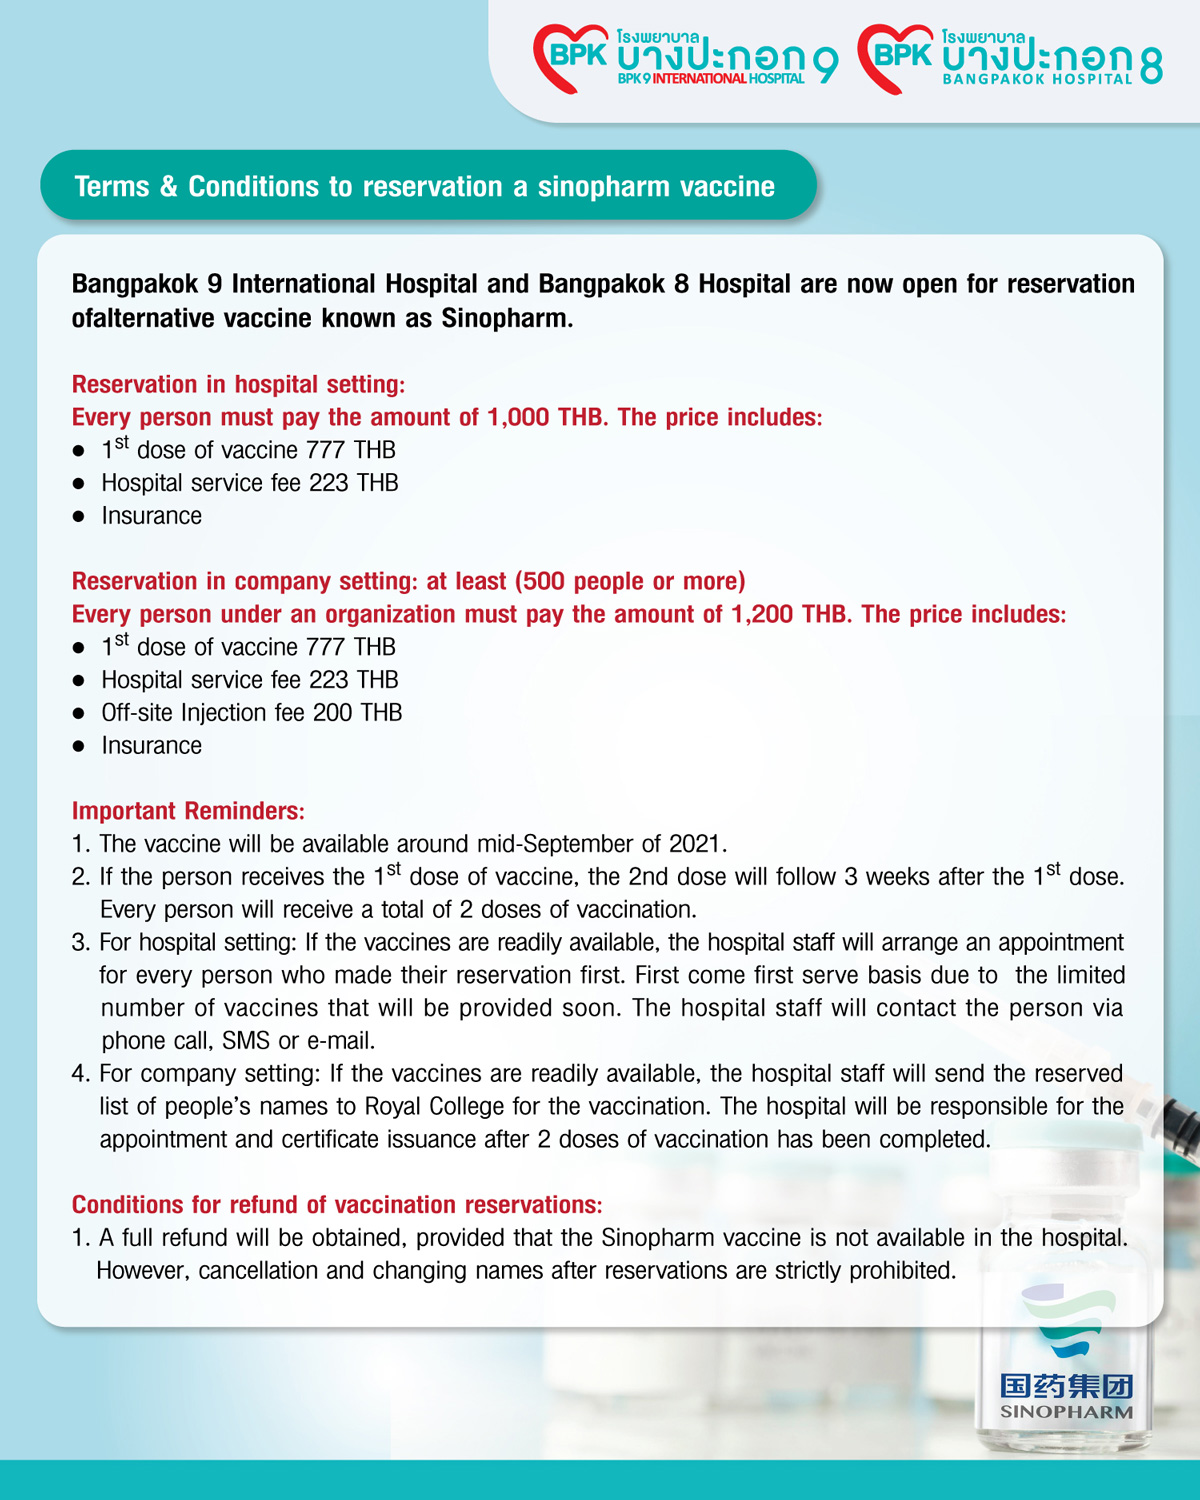 BPK
โรงพยาบาล
บางปะกอก 9
BPK 9 INTERNATIONAL HOSPITAL
BPK
โรงพยาบาล
บางปะกอก 8
BANGPAKOK HOSPITAL
Terms & Conditions to reservation a sinopharm vaccine
Bangpakok 9 International Hospital and Bangpakok 8 Hospital are now open for reservation
ofalternative vaccine known as Sinopharm.
Reservation in hospital setting:
Every person must pay the amount of 1,000 THB. The price includes:
● 1st dose of vaccine 777 THB
● Hospital service fee 223 THB
● Insurance
Reservation in company setting: at least (500 people or more)
Every person under an organization must pay the amount of 1,200 THB. The price includes:
● 1st dose of vaccine 777 THB
● Hospital service fee 223 THB
● Off-site Injection fee 200 THB
● Insurance
Important Reminders:
1. The vaccine will be available around mid-September of 2021.
2. If the person receives the 1st dose of vaccine, the 2nd dose will follow 3 weeks after the 1st dose.
Every person will receive a total of 2 doses of vaccination.
3. For hospital setting: If the vaccines are readily available, the hospital staff will arrange an appointment
for every person who made their reservation first. First come first serve basis due to the limited
number of vaccines that will be provided soon. The hospital staff will contact the person via
phone call, SMS or e-mail.
4. For company setting: If the vaccines are readily available, the hospital staff will send the reserved
list of people's names to Royal College for the vaccination. The hospital will be responsible for the
appointment and certificate issuance after 2 doses of vaccination has been completed.
Conditions for refund of vaccination reservations:
1. A full refund will be obtained, provided that the Sinopharm vaccine is not available in the hospital.
However, cancellation and changing names after reservations are strictly prohibited.
国药集团
SINOPHARM